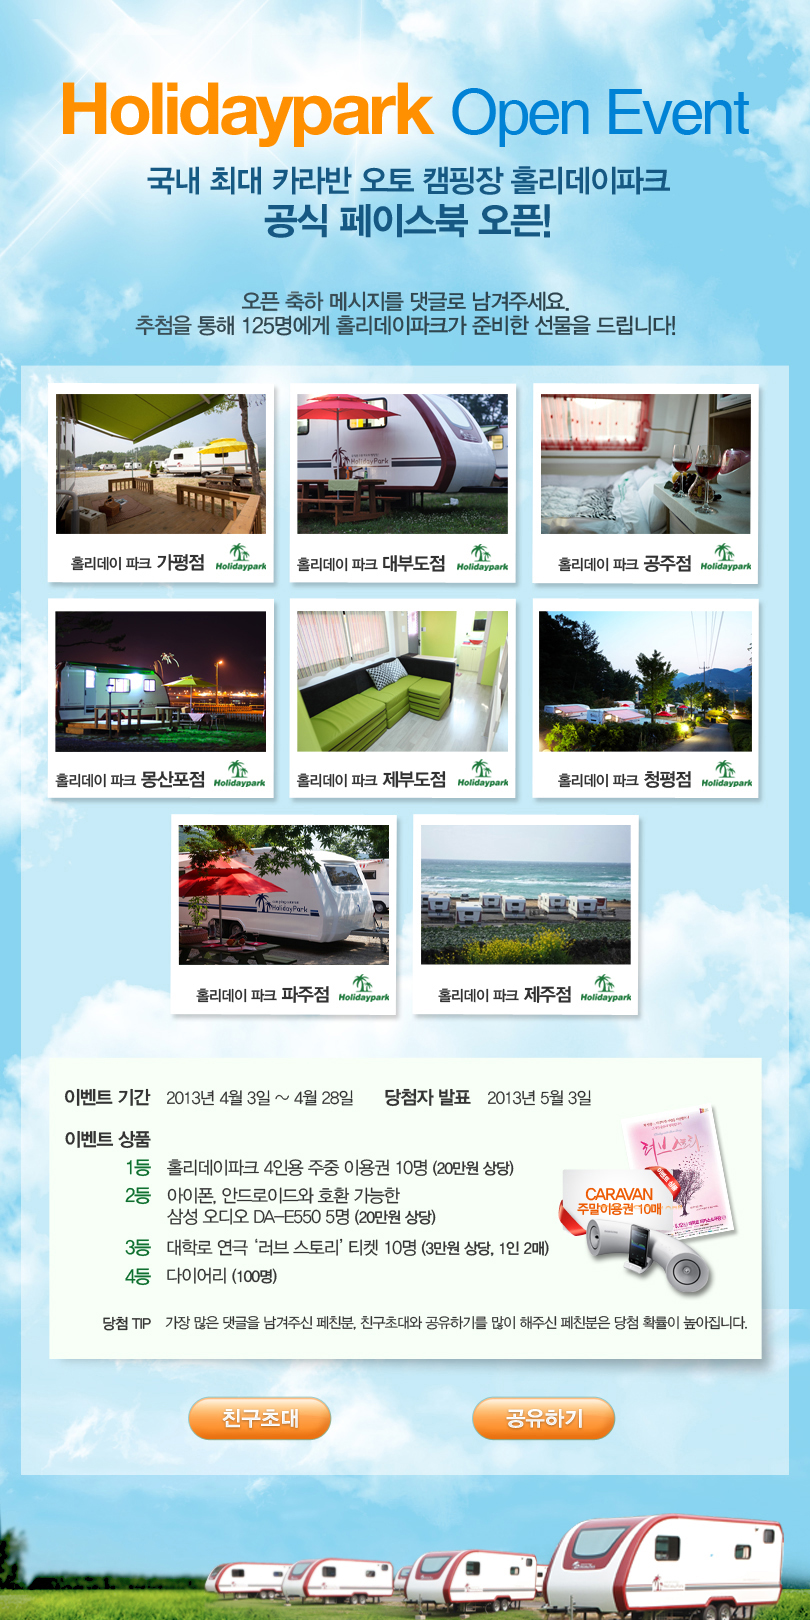 Holidaypark Open Event
국내 최대 카라반 오토 캠핑장 홀리데이파크
공식 페이스북 오픈!
오픈 축하 메시지를 댓글로 남겨주세요.
추첨을 통해 125명에게 홀리데이파크가 준비한 선물을 드립니다!
HolidayPark
홀리데이 파크 가평점 Holidaypark
홀리데이 파크 대부도점 Holidaypark
홀리데이 파크 공주점 Holidaypark
홀리데이 파크 몽산포점 Holidaypark
홀리데이 파크 제부도점 Holidaypark
홀리데이 파크 청평점 Holidaypark
HolidayPark
홀리데이 파크 파주점 Holidaypark
홀리데이 파크 제주점 Holidaypark
이벤트 기간 2013년 4월 3일 ~ 4월 28일 당첨자 발표 2013년 5월 3일
이벤트 상품
1등 홀리데이파크 4인용 주중 이용권 10명 (20만원 상당)
2등 아이폰, 안드로이드와 호환 가능한
삼성 오디오 DA-E550 5명 (20만원 상당)
3등 대학로 연극 ‘러브 스토리’ 티켓 10명 (3만원 상당, 1인 2매)
4등 다이어리 (100명)
러브스토리
CARAVAN
주말이용권 10매
당첨 TIP 가장 많은 댓글을 남겨주신 페친분, 친구초대와 공유하기를 많이 해주신 페친분은 당첨 확률이 높아집니다.
친구초대
공유하기